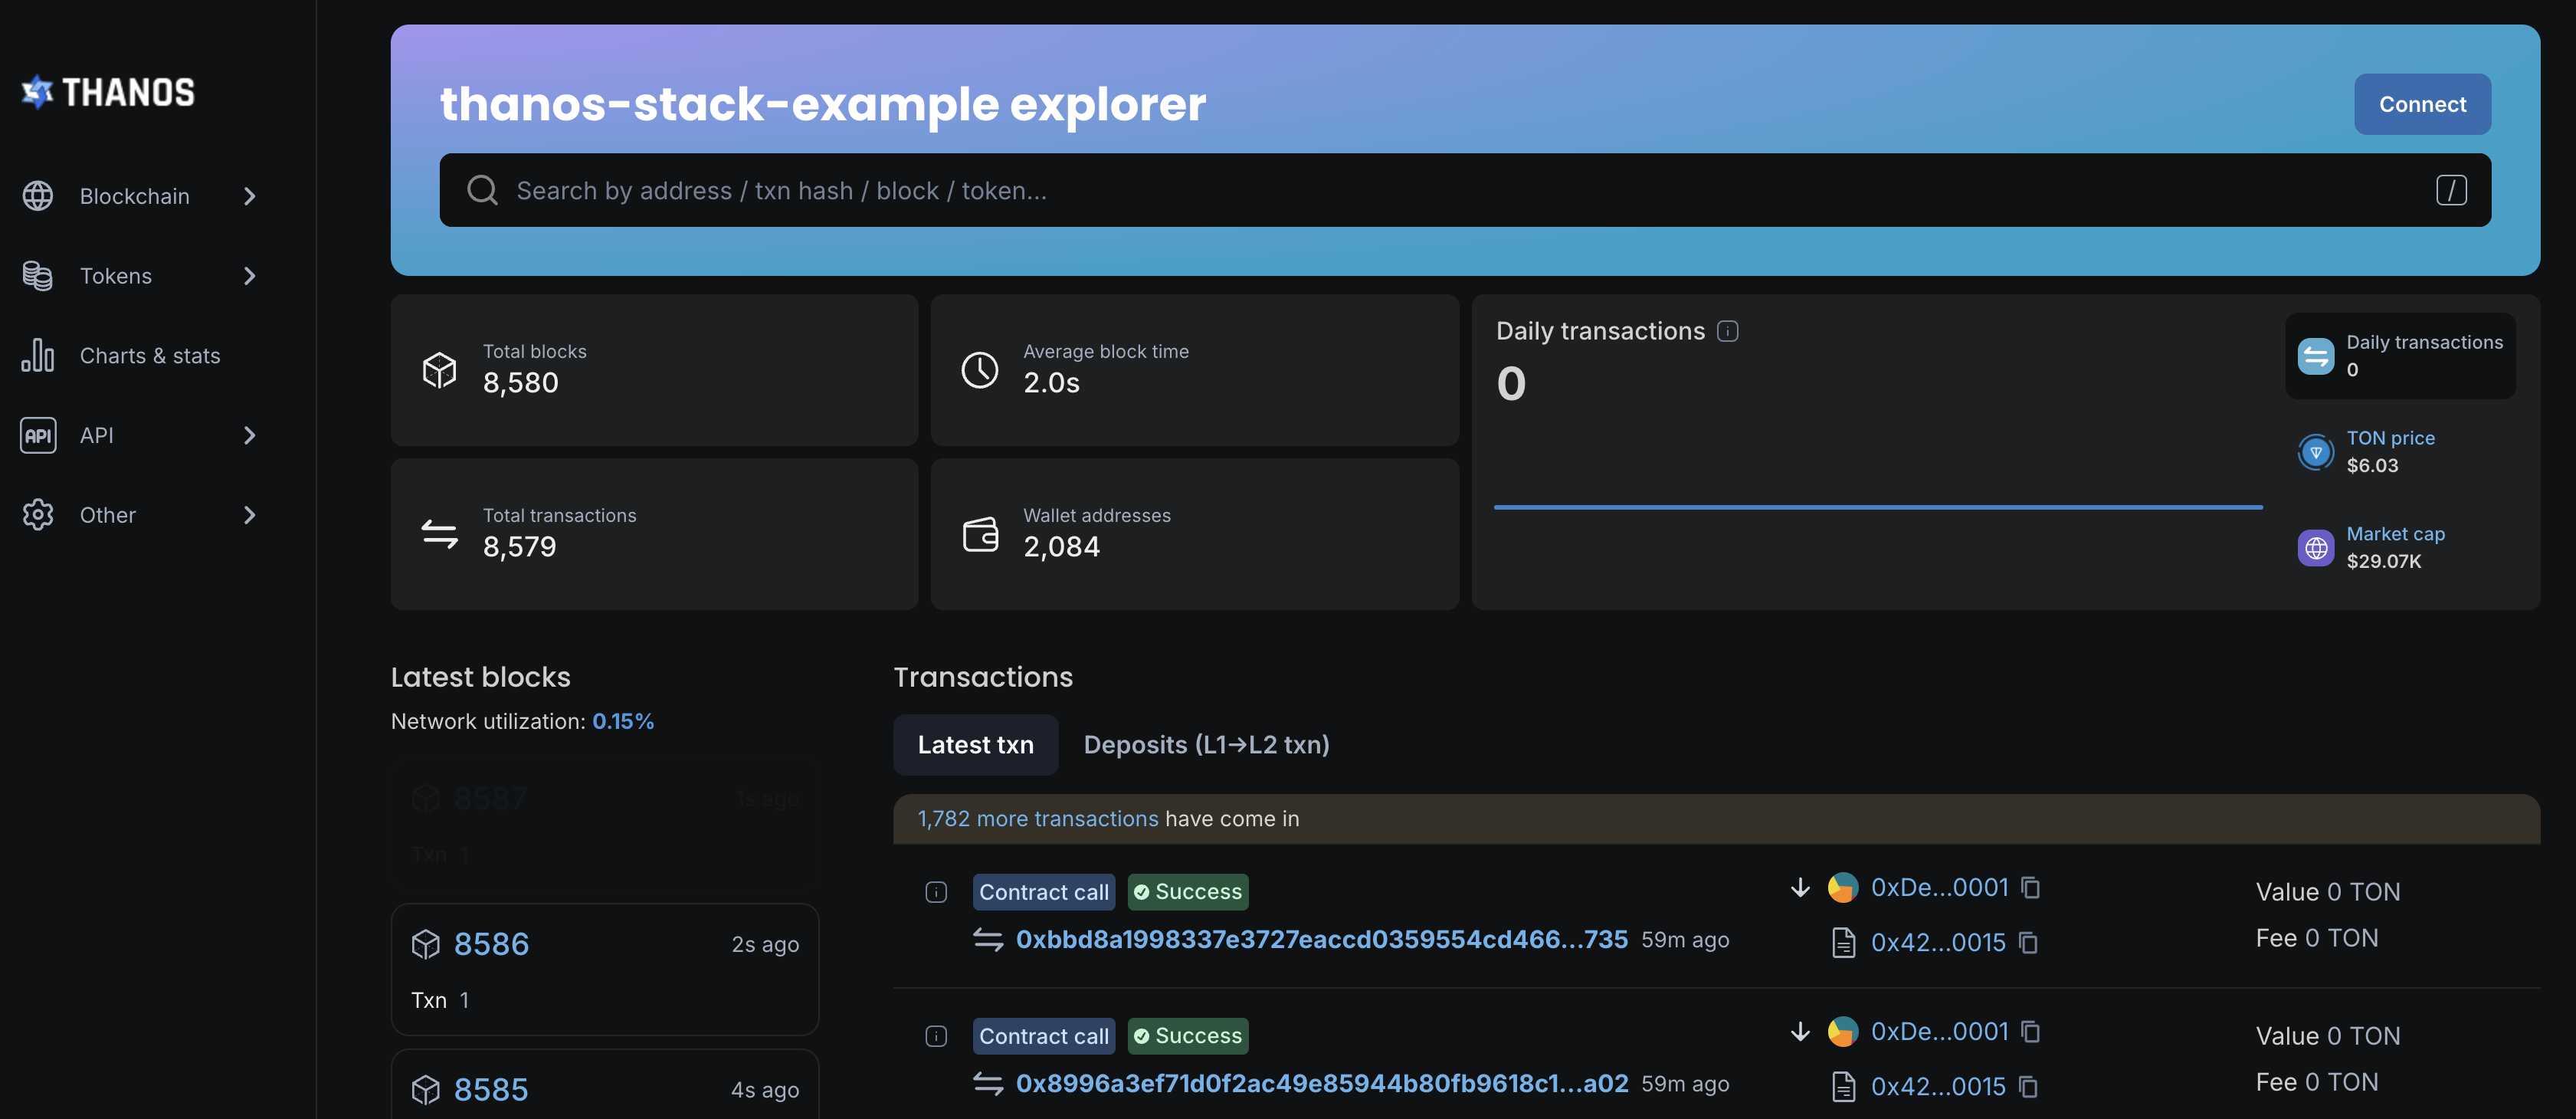 THANOS
Blockchain
Tokens
Charts & stats
API API
Other
thanos-stack-example explorer
Connect
Search by address / txn hash / block / token...
/
Total blocks
8,580
Average block time
2.0s
Total transactions
8,579
Wallet addresses
2,084
Daily transactions
0
Daily transactions
0
TON price
$6.03
Market cap
$29.07K
Latest blocks
Network utilization: 0.15%
8587 1s ago
Txn 1
8586 2s ago
Txn 1
8585 4s ago
Transactions
Latest txn Deposits (L1→L2 txn)
1,782 more transactions have come in
Contract call Success
0xbbd8a1998337e3727eaccd0359554cd466...735 59m ago
0xDe...0001
0x42...0015
Value 0 TON
Fee 0 TON
Contract call Success
0x8996a3ef71d0f2ac49e85944b80fb9618c1...a02 59m ago
0xDe...0001
0x42...0015
Value 0 TON
Fee 0 TON